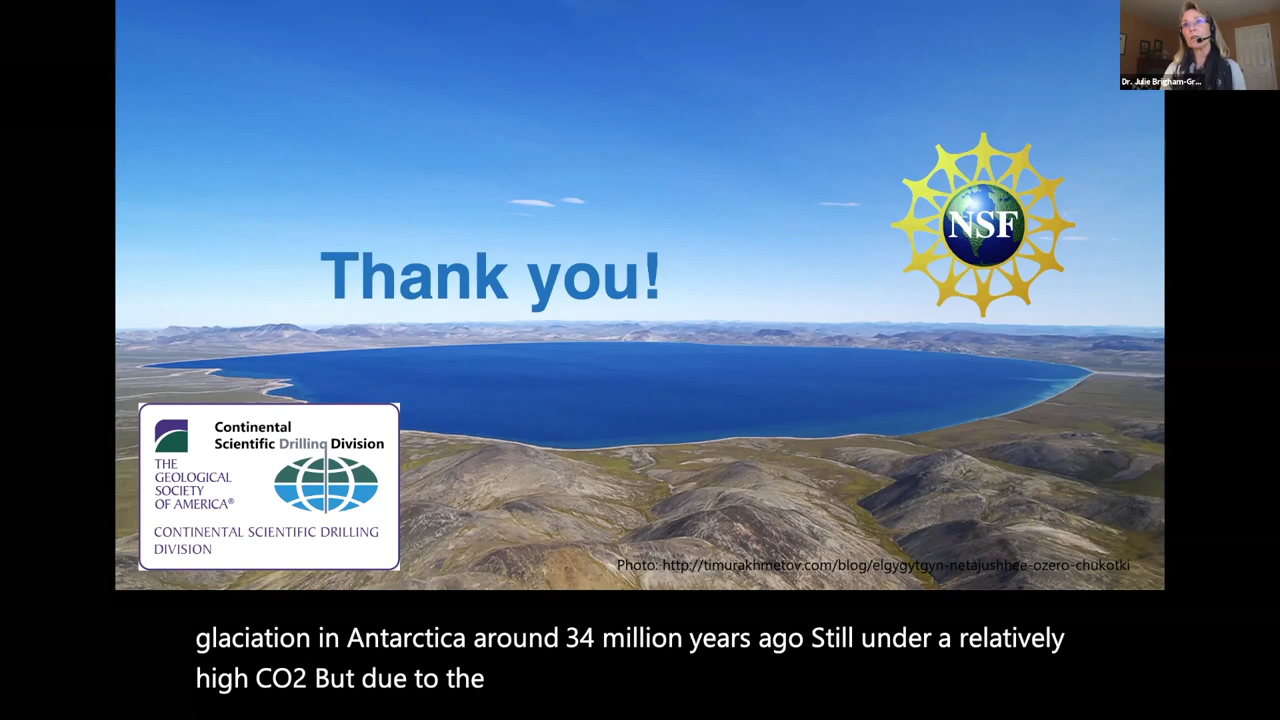 Dr. Julie Brigham-Gr...
NSF
Thank you!
Continental
Scientific Drilling Division
THE
GEOLOGICAL
SOCIETY
OF AMERICA®
CONTINENTAL SCIENTIFIC DRILLING
DIVISION
Photo: http://timurakhmetov.com/blog/elgygytgyn-netajushhee-ozero-chukotki
glaciation in Antarctica around 34 million years ago Still under a relatively
high CO2 But due to the